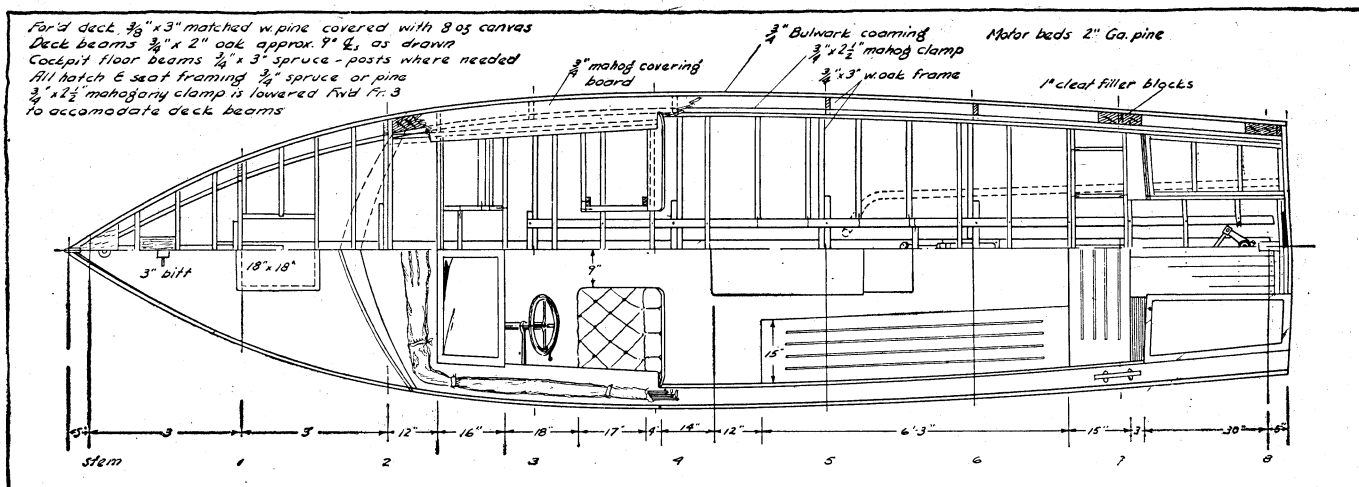 For'd deck 3/8" x 3" matched w. pine covered with 8 oz canvas
Deck beams 3/4" x 2" oak approx. 9" ℄s as drawn
Cockpit floor beams 3/4" x 3" spruce - posts where needed
All hatch & seat framing 3/4" spruce or pine
3/4" x 2 1/2" mahogany clamp is lowered Fwd Fr. 3
to accomodate deck beams
3/4" mahog covering
board
3/4" Bulwark coaming
3/4" x 2 1/2" mahog clamp
3/4" x 3" w. oak frame
Motor beds 2" Ga. pine
1" cleat filler blocks
3" bitt
18" x 18"
9"
15"
5" 3 3' 12" 16" 18" 17" 4" 14" 12" 6'-3" 15" 3 30" 5"
stem 1 2 3 4 5 6 7 8